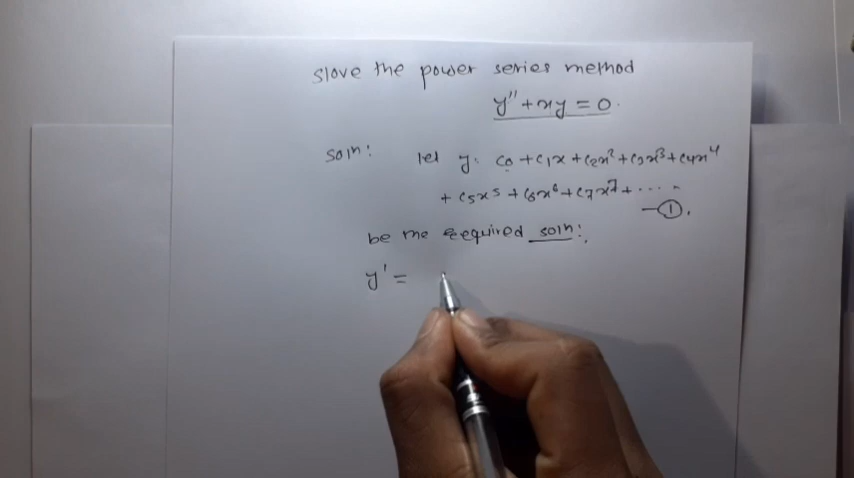 Slove the power series method
y'' + xy = 0.
soln: let y = c₀ + c₁x + c₂x² + c₃x³ + c₄x⁴
+ c₅x⁵ + c₆x⁶ + c₇x⁷ + .... — ①.
be the required soln:.
y' =